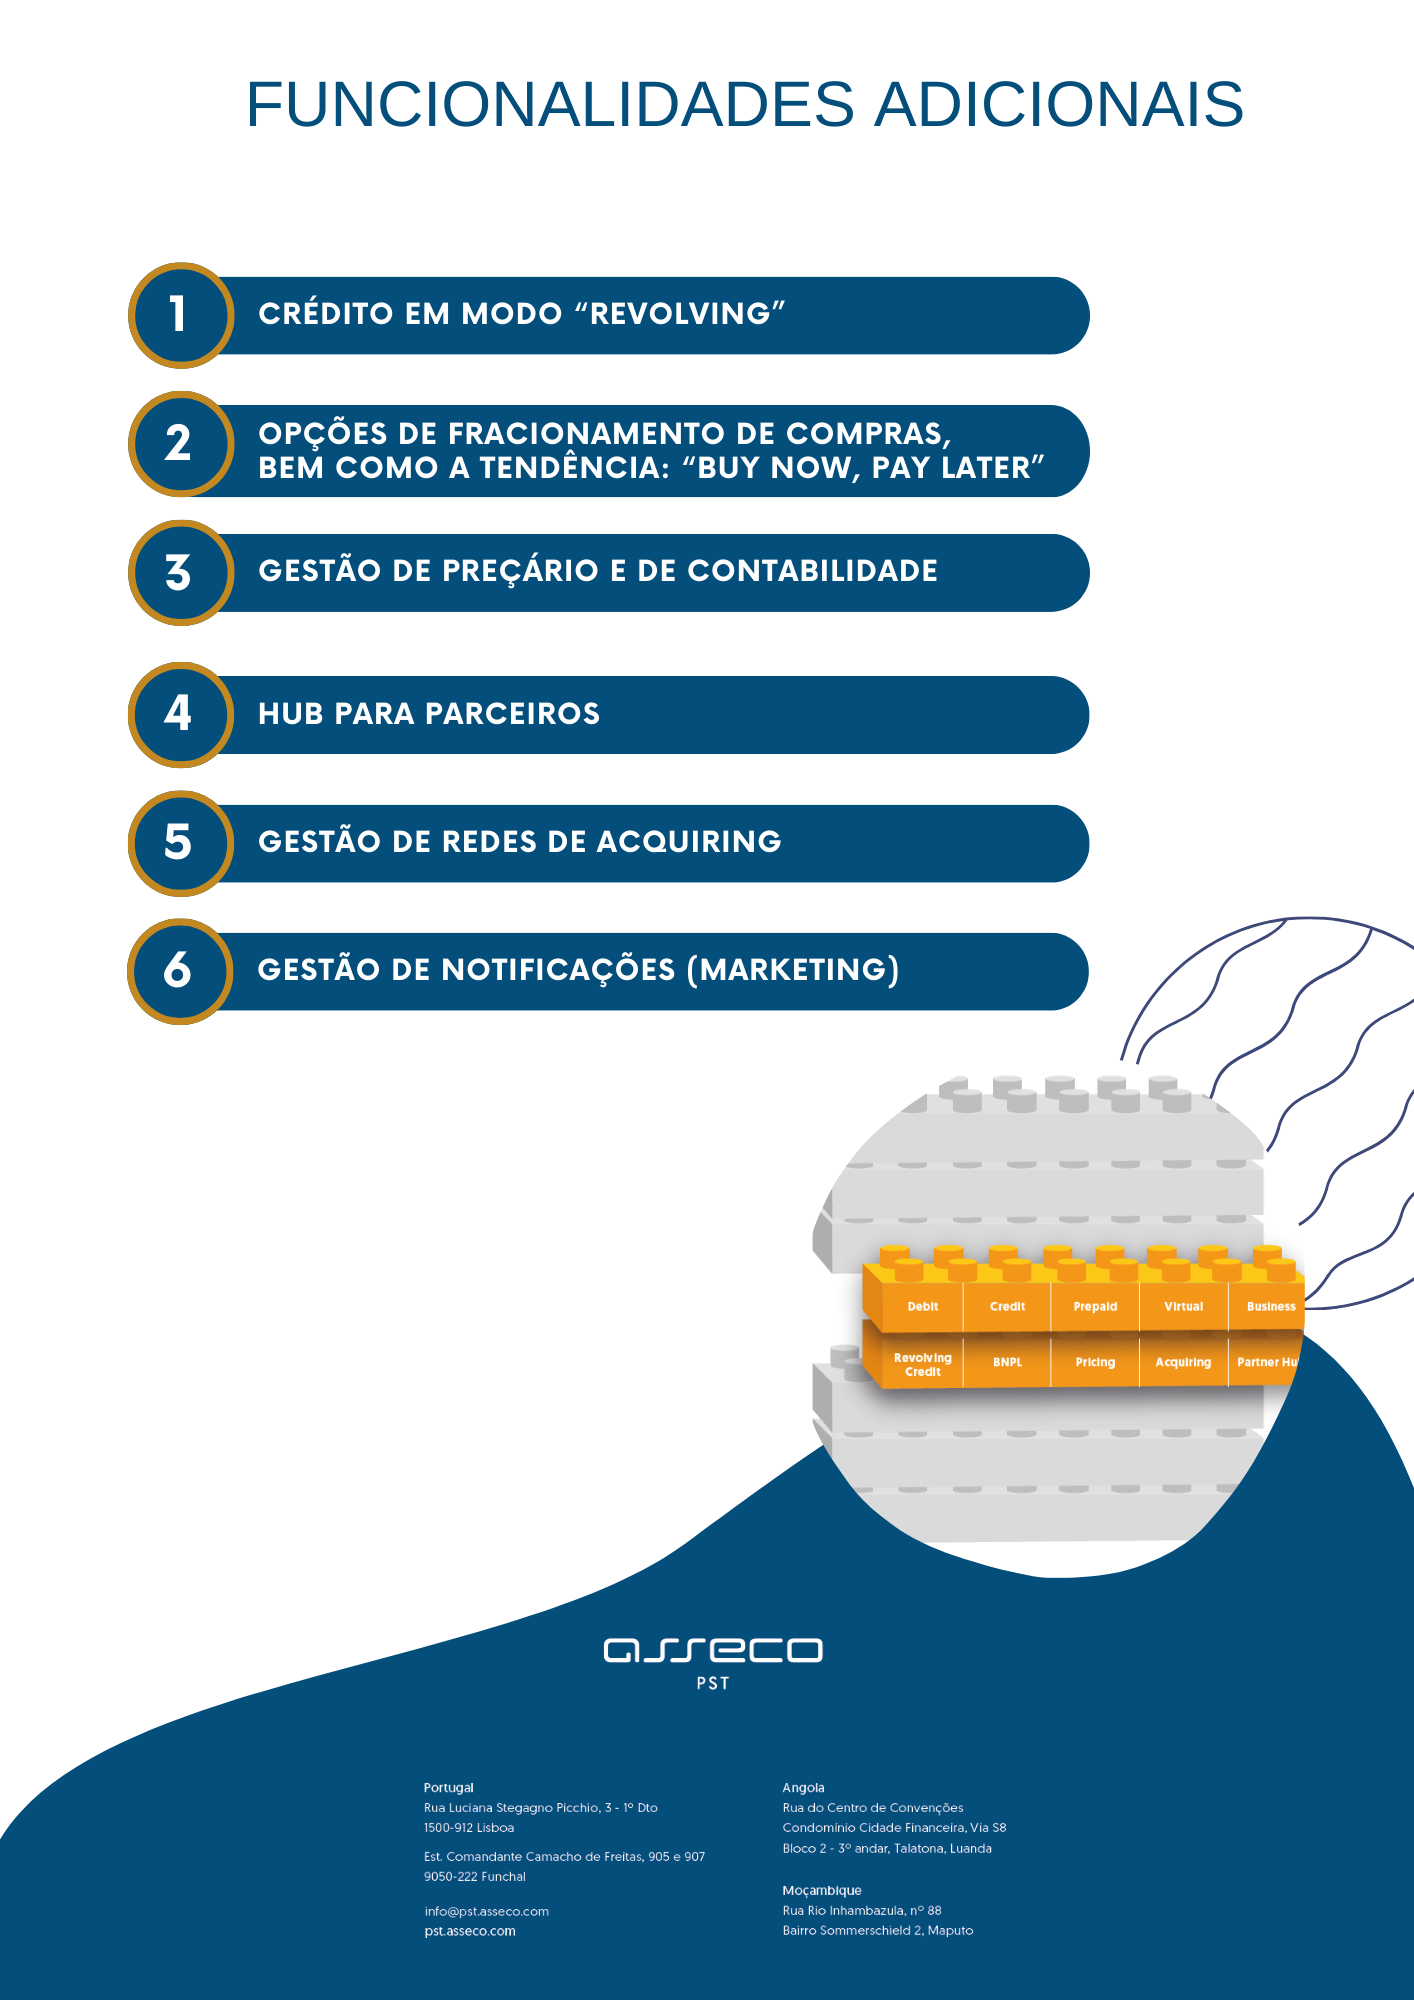 FUNCIONALIDADES ADICIONAIS
1
CRÉDITO EM MODO “REVOLVING”
2
OPÇÕES DE FRACIONAMENTO DE COMPRAS,
BEM COMO A TENDÊNCIA: “BUY NOW, PAY LATER”
3
GESTÃO DE PREÇÁRIO E DE CONTABILIDADE
4
HUB PARA PARCEIROS
5
GESTÃO DE REDES DE ACQUIRING
6
GESTÃO DE NOTIFICAÇÕES (MARKETING)
Debit Credit Prepaid Virtual Business
Revolving
Credit
BNPL Pricing Acquiring Partner
asseco
PST
Portugal
Rua Luciana Stegagno Picchio, 3 - 1º Dto
1500-912 Lisboa
Est. Comandante Camacho de Freitas, 905 e 907
9050-222 Funchal
info@pst.asseco.com
pst.asseco.com
Angola
Rua do Centro de Convenções
Condomínio Cidade Financeira, Via S8
Bloco 2 - 3º andar, Talatona, Luanda
Moçambique
Rua Rio Inhambazula, nº 88
Bairro Sommerschield 2, Maputo